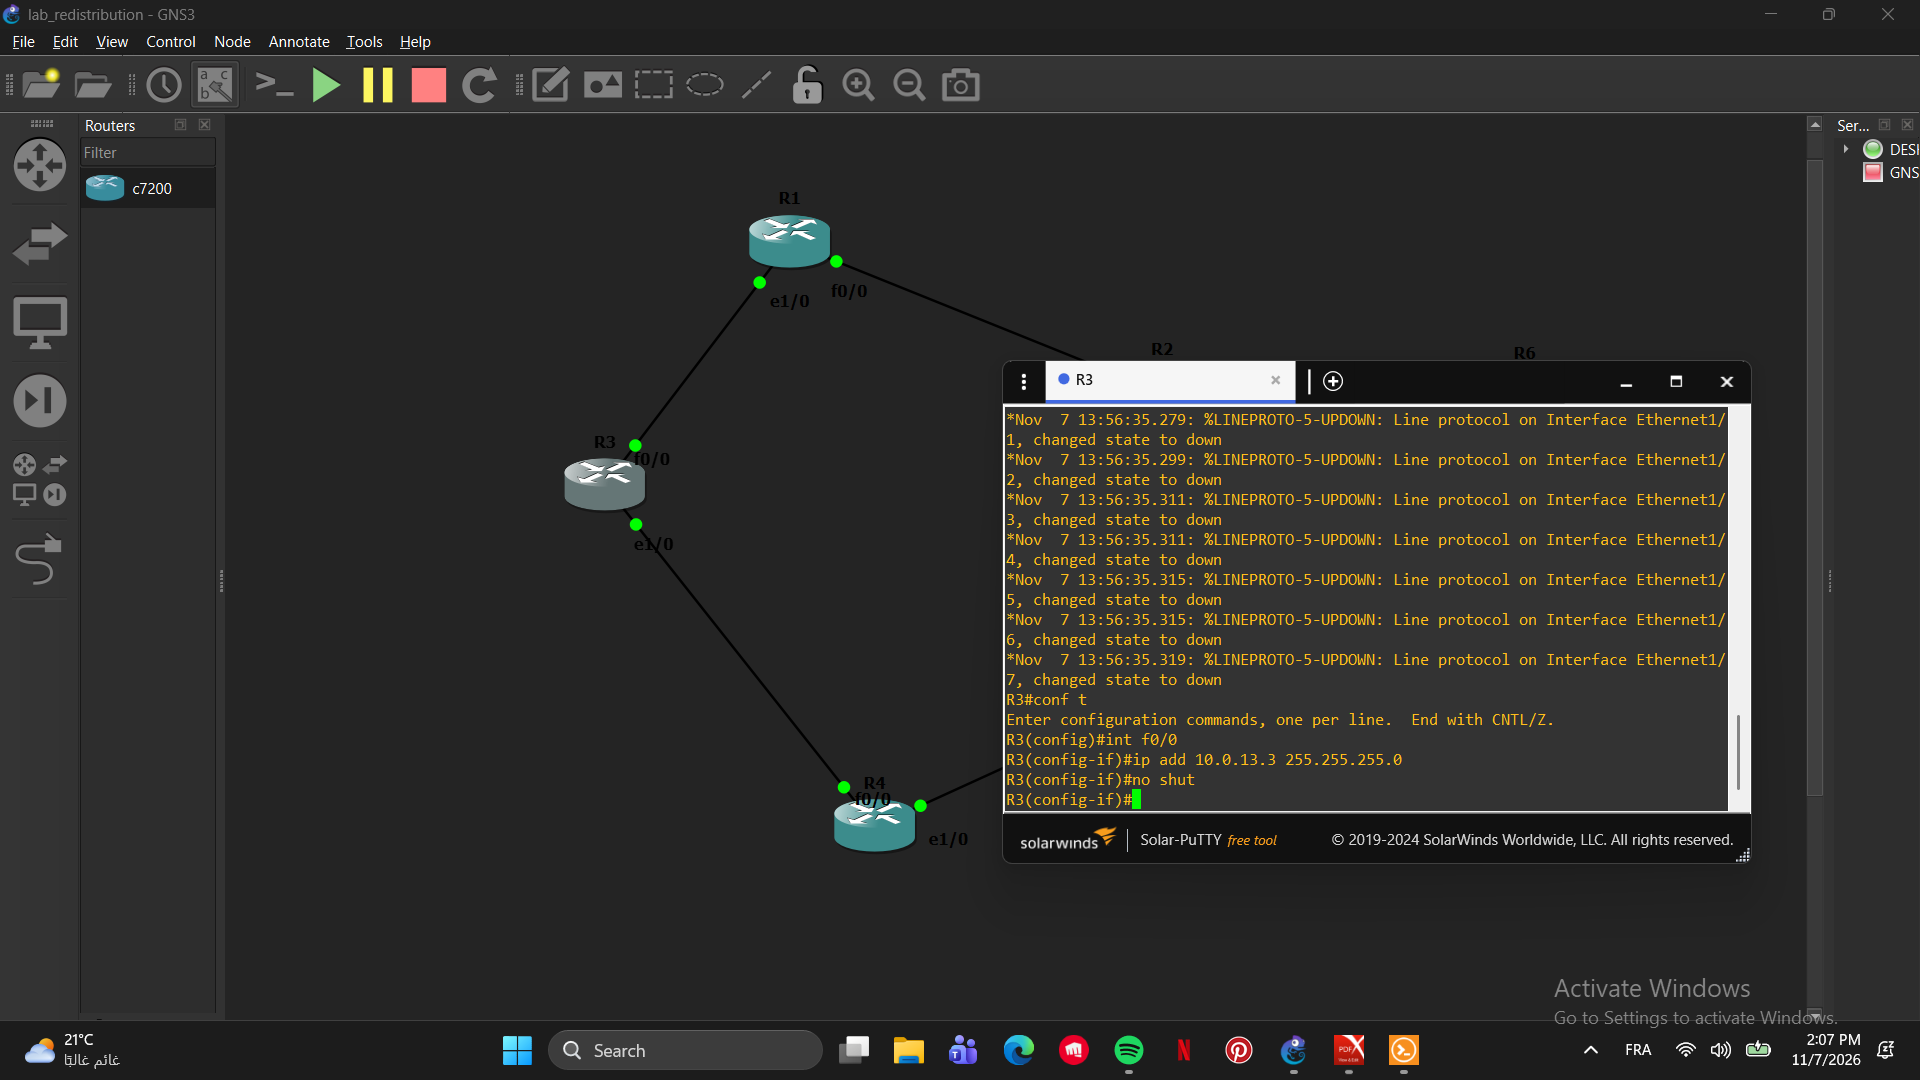 lab_redistribution - GNS3
File Edit View Control Node Annotate Tools Help
Routers
Filter
c7200
Ser...
DESI
GNS
R1
e1/0
f0/0
R2
R6
R3
f0/0
e1/0
R4
f0/0
e1/0
R3
*Nov  7 13:56:35.279: %LINEPROTO-5-UPDOWN: Line protocol on Interface Ethernet1/
1, changed state to down
*Nov  7 13:56:35.299: %LINEPROTO-5-UPDOWN: Line protocol on Interface Ethernet1/
2, changed state to down
*Nov  7 13:56:35.311: %LINEPROTO-5-UPDOWN: Line protocol on Interface Ethernet1/
3, changed state to down
*Nov  7 13:56:35.311: %LINEPROTO-5-UPDOWN: Line protocol on Interface Ethernet1/
4, changed state to down
*Nov  7 13:56:35.315: %LINEPROTO-5-UPDOWN: Line protocol on Interface Ethernet1/
5, changed state to down
*Nov  7 13:56:35.315: %LINEPROTO-5-UPDOWN: Line protocol on Interface Ethernet1/
6, changed state to down
*Nov  7 13:56:35.319: %LINEPROTO-5-UPDOWN: Line protocol on Interface Ethernet1/
7, changed state to down
R3#conf t
Enter configuration commands, one per line.  End with CNTL/Z.
R3(config)#int f0/0
R3(config-if)#ip add 10.0.13.3 255.255.255.0
R3(config-if)#no shut
R3(config-if)#
solarwinds
Solar-PuTTY free tool
© 2019-2024 SolarWinds Worldwide, LLC. All rights reserved.
Activate Windows
Go to Settings to activate Windows.
21°C
غائم غالبًا
Search
FRA
2:07 PM
11/7/2026